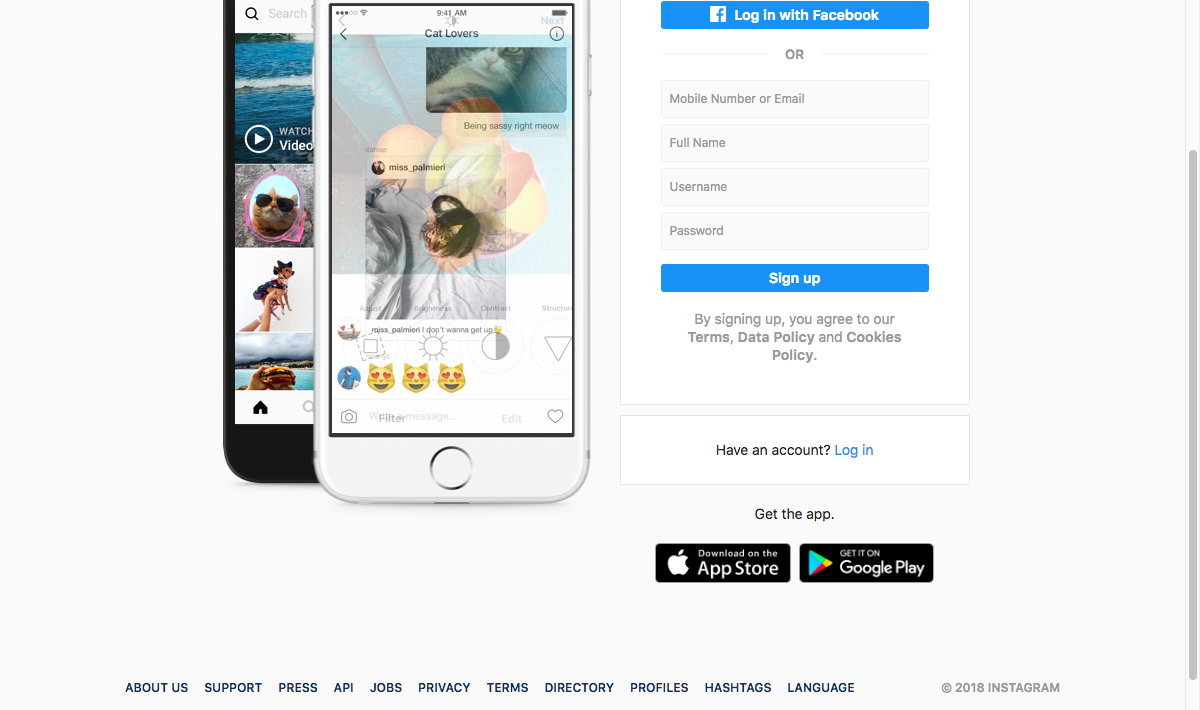 Search
WATCH
Video
9:41 AM
Next
Cat Lovers
Being sassy right meow
catnap
miss_palmieri
Adjust
Brightness
Contrast
Structure
miss_palmieri I don't wanna get up
Write a message...
Filter
Edit
Log in with Facebook
OR
Mobile Number or Email
Full Name
Username
Password
Sign up
By signing up, you agree to our
Terms, Data Policy and Cookies
Policy.
Have an account? Log in
Get the app.
Download on the
App Store
GET IT ON
Google Play
ABOUT US SUPPORT PRESS API JOBS PRIVACY TERMS DIRECTORY PROFILES HASHTAGS LANGUAGE © 2018 INSTAGRAM